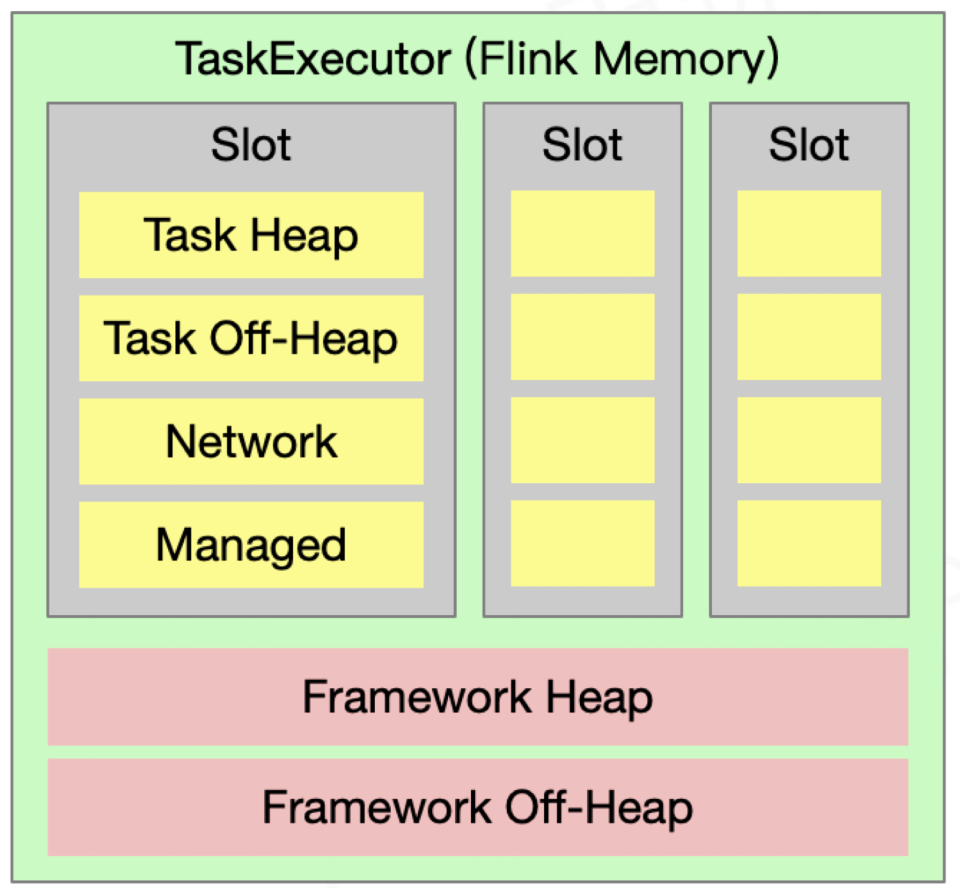 TaskExecutor (Flink Memory)
Slot
Task Heap
Task Off-Heap
Network
Managed
Slot
Slot
Framework Heap
Framework Off-Heap